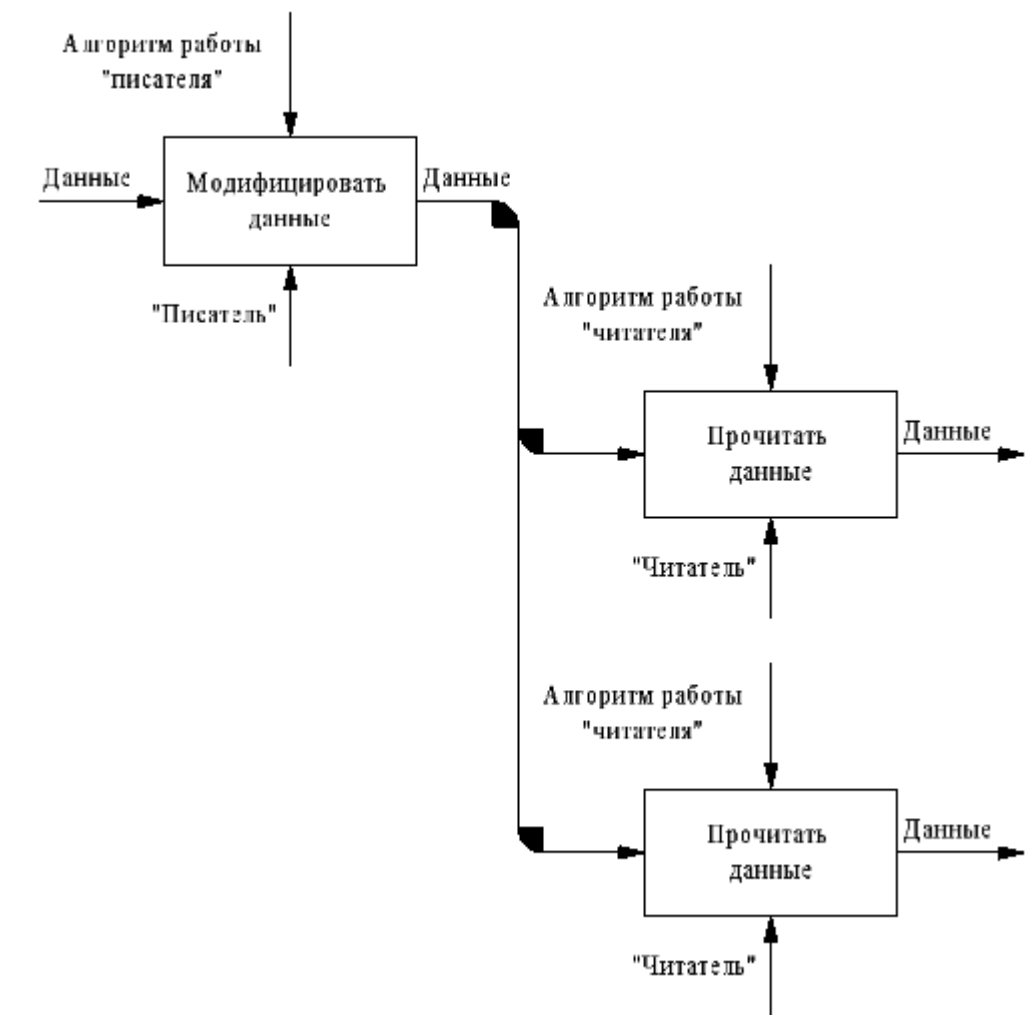 Алгоритм работы
"писателя"
Данные
Модифицировать
данные
Данные
"Писатель"
Алгоритм работы
"читателя"
Прочитать
данные
Данные
"Читатель"
Алгоритм работы
"читателя"
Прочитать
данные
Данные
"Читатель"